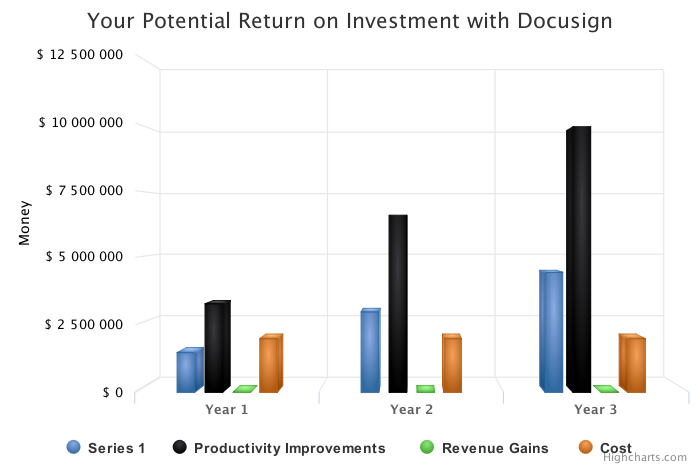 Your Potential Return on Investment with Docusign
$ 12 500 000
$ 10 000 000
$ 7 500 000
$ 5 000 000
$ 2 500 000
$ 0
Money
Year 1
Year 2
Year 3
Series 1
Productivity Improvements
Revenue Gains
Cost
Highcharts.com